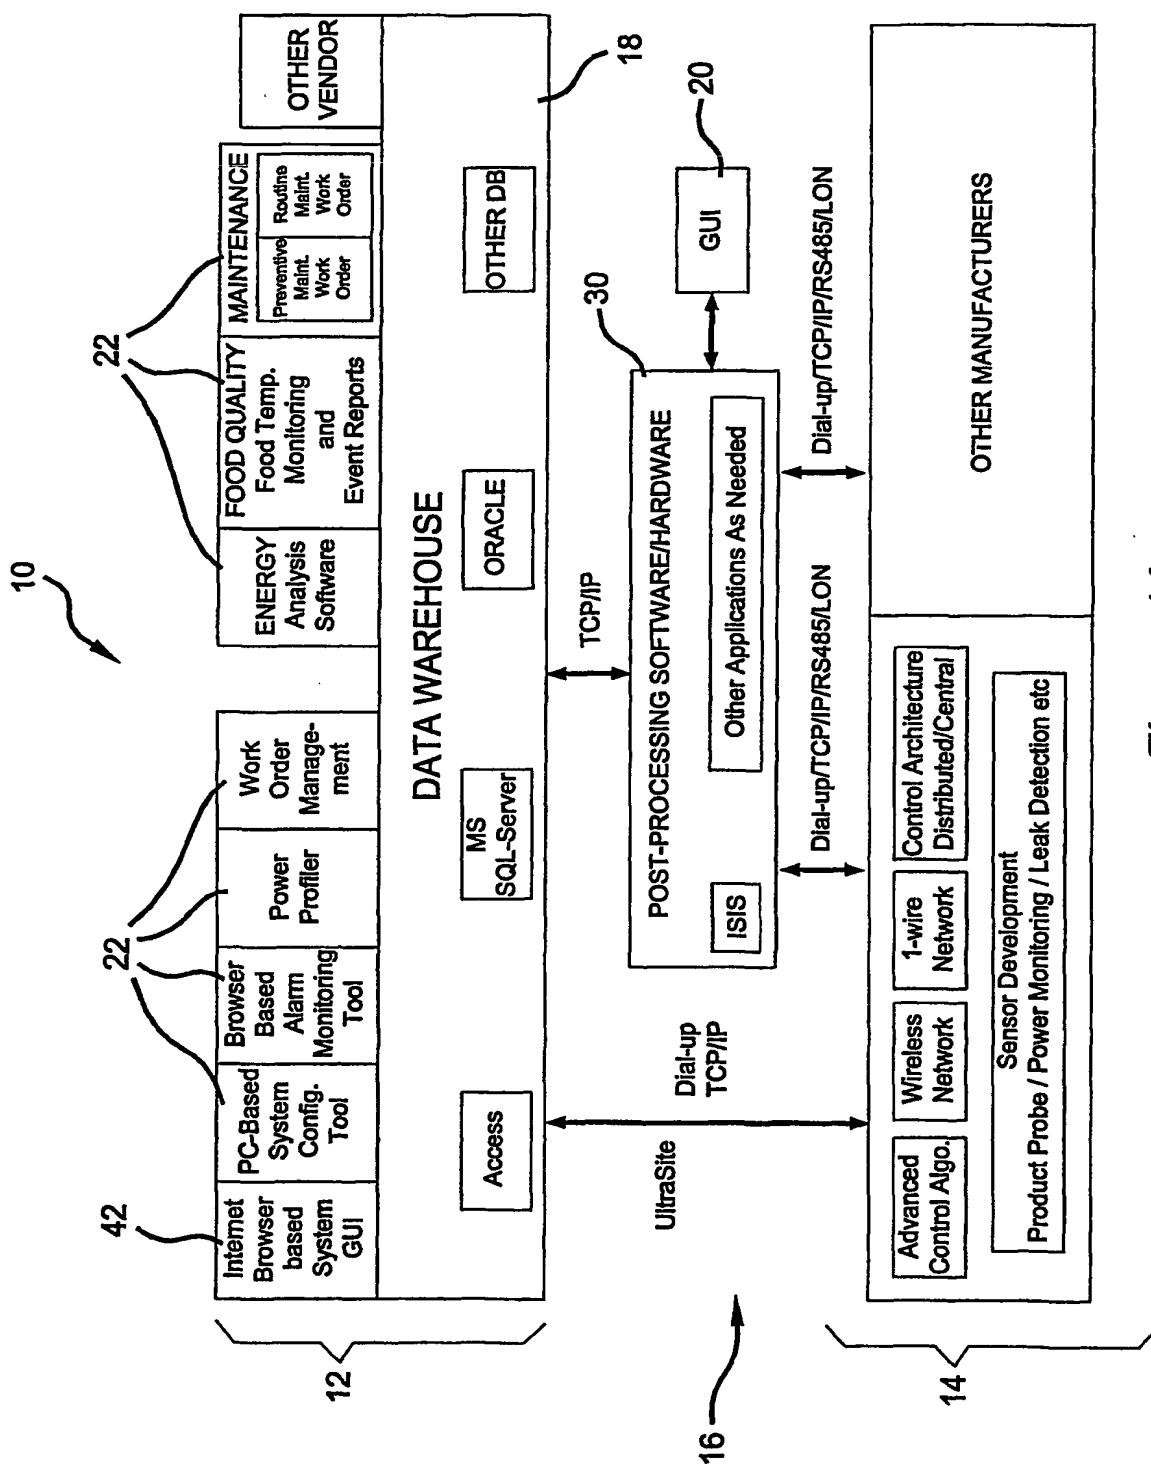 10
22
22
42
Internet
Browser
based
System
GUI
PC-Based
System
Config.
Tool
Browser
Based
Alarm
Monitoring
Tool
Power
Profiler
Work
Order
Manage-
ment
ENERGY
Analysis
Software
FOOD QUALITY
Food Temp.
Monitoring
and
Event Reports
MAINTENANCE
Preventive
Maint.
Work
Order
Routine
Maint.
Work
Order
OTHER
VENDOR
12
DATA WAREHOUSE
Access
MS
SQL-Server
ORACLE
OTHER DB
18
UltraSite
Dial-up
TCP/IP
TCP/IP
16
30
POST-PROCESSING SOFTWARE/HARDWARE
ISIS
Other Applications As Needed
GUI
20
Dial-up/TCP/IP/RS485/LON
Dial-up/TCP/IP/RS485/LON
14
Advanced
Control Algo.
Wireless
Network
1-wire
Network
Control Architecture
Distributed/Central
Sensor Development
Product Probe / Power Monitoring / Leak Detection etc
OTHER MANUFACTURERS